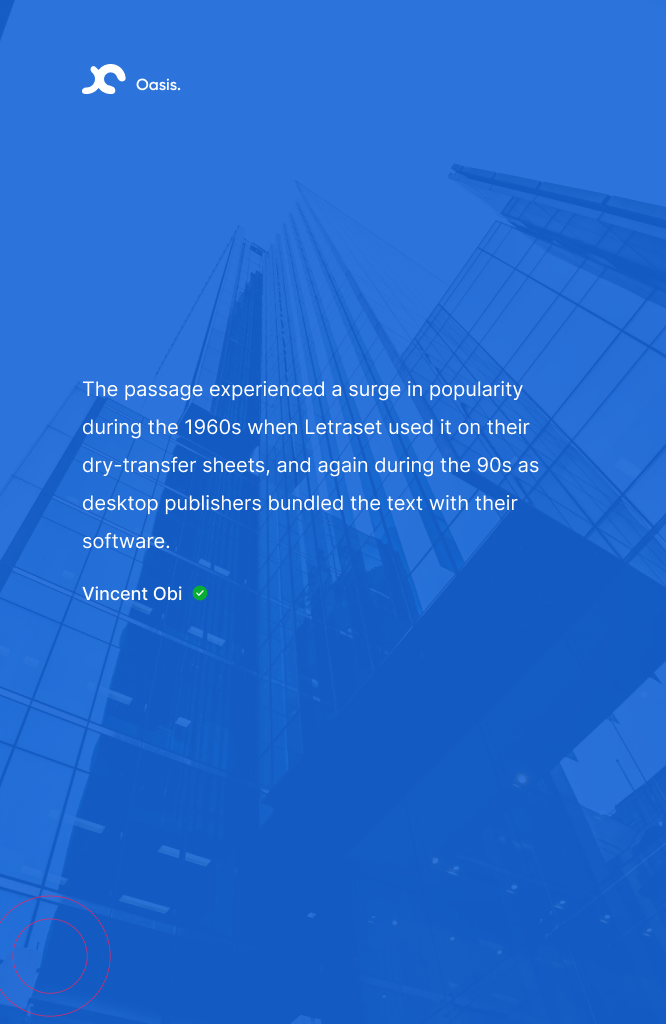 Oasis.
The passage experienced a surge in popularity
during the 1960s when Letraset used it on their
dry-transfer sheets, and again during the 90s as
desktop publishers bundled the text with their
software.
Vincent Obi